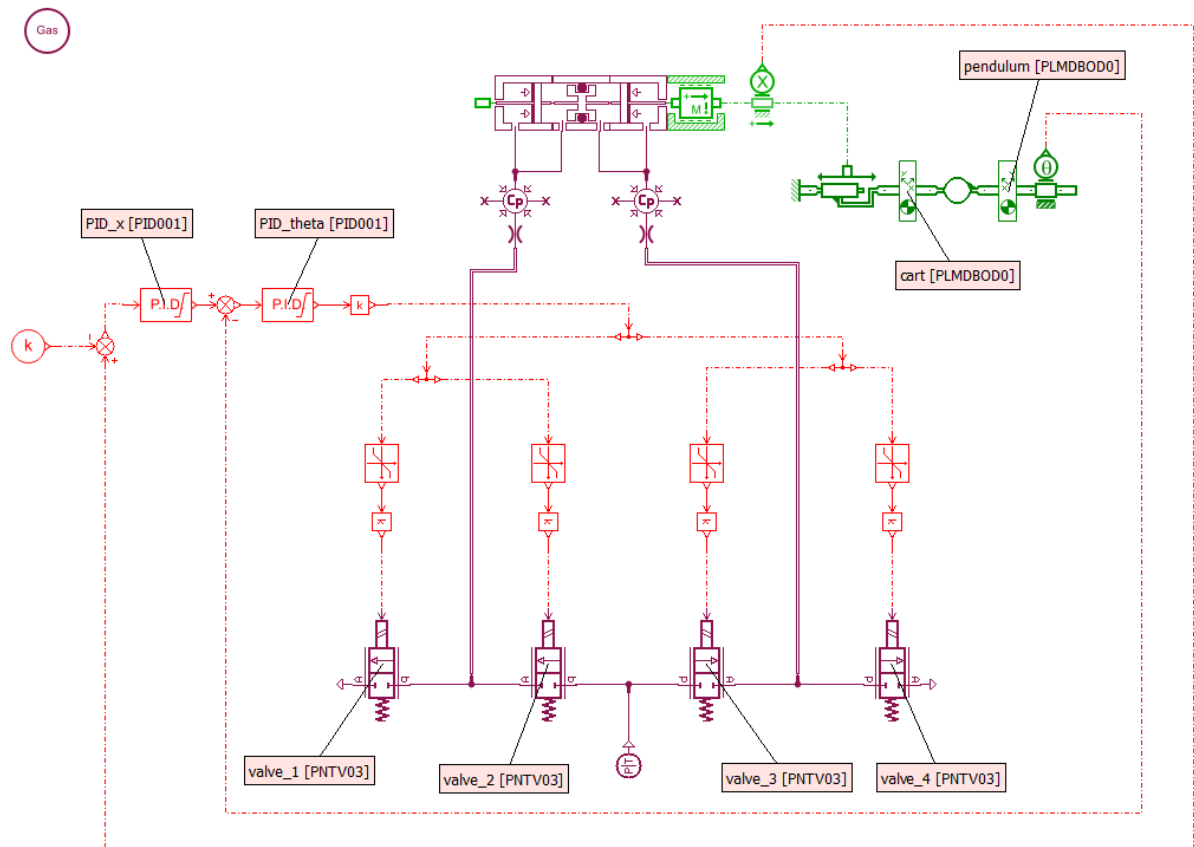 Gas
X
pendulum [PLMDBOD0]
M!
θ
Cp
Cp
PID_x [PID001]
PID_theta [PID001]
cart [PLMDBOD0]
P.I.D
P.I.D.
k
k
k
k
k
k
A
P
A
P
P
A
P
A
P T
valve_1 [PNTV03]
valve_2 [PNTV03]
valve_3 [PNTV03]
valve_4 [PNTV03]